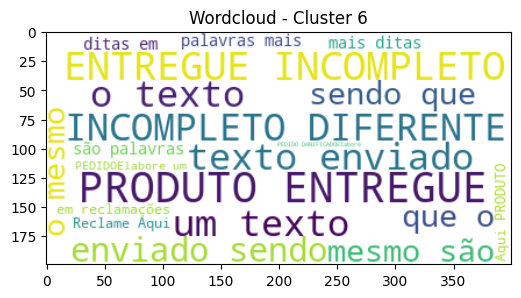 Wordcloud - Cluster 6
ditas em palavras mais mais ditas
ENTREGUE INCOMPLETO
o texto sendo que
INCOMPLETO DIFERENTE
PEDIDO DANIFICADOElabore
são palavras
texto enviado
PEDIDOElabore um
o mesmo
PRODUTO ENTREGUE
em reclamações
Reclame Aqui
um texto
que o
Aqui PRODUTO
enviado sendo
mesmo são
0
25
50
75
100
125
150
175
0 50 100 150 200 250 300 350